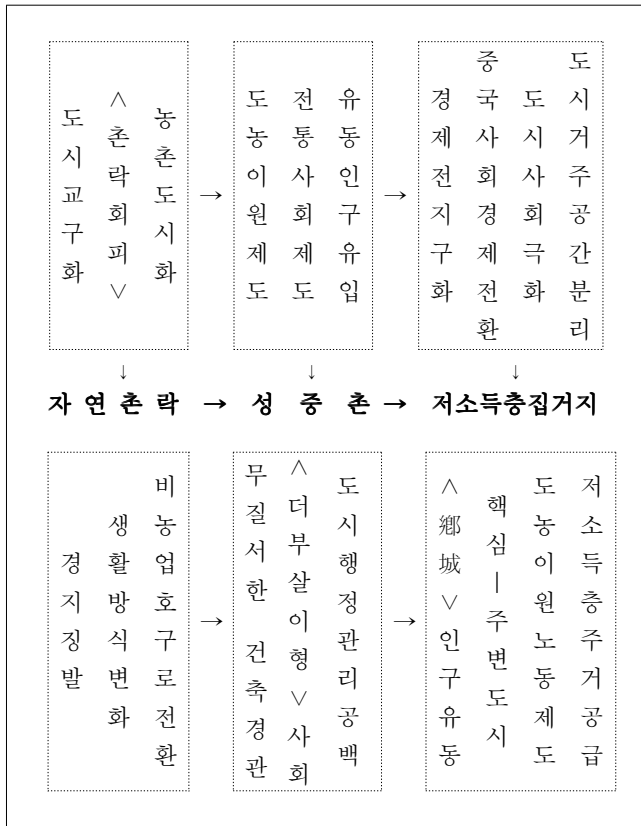 도시교구화
<촌락회피>
농촌도시화
→
도농이원제도
전통사회제도
유동인구유입
→
경제전지구화
중국사회경제전환
도시사회극화
도시거주공간분리
↓ ↓ ↓
자연촌락 → 성중촌 → 저소득층집거지
경지징발
생활방식변화
비농업호구로전환
→
무질서한 건축경관
<더부살이형>사회
도시행정관리공백
→
<鄕城>인구유동
핵심―주변도시
도농이원노동제도
저소득층주거공급